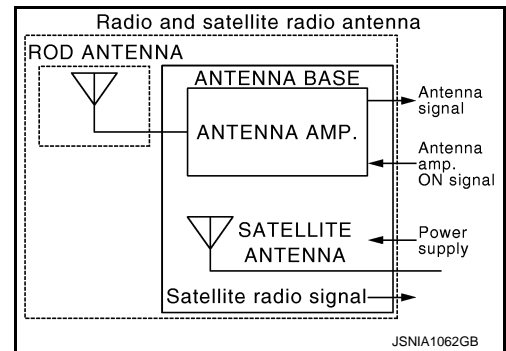 Radio and satellite radio antenna
ROD ANTENNA
ANTENNA BASE
ANTENNA AMP.
Antenna
signal
Antenna
amp.
ON signal
SATELLITE
ANTENNA
Power
supply
Satellite radio signal
JSNIA1062GB